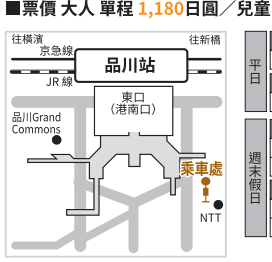 ■票價 大人 單程 1,180日圓／兒童
往橫濱
往新橋
京急線
品川站
JR 線
東口
（港南口）
品川Grand
Commons
乘車處
NTT
平日
週末假日